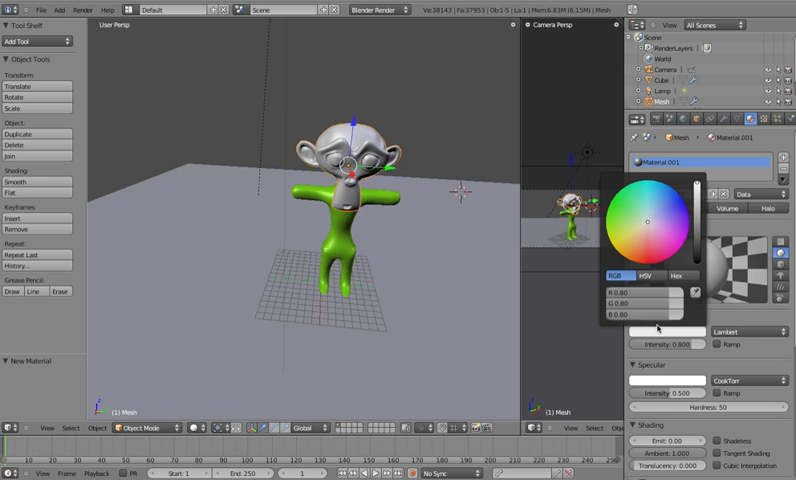 File Add Render Help Default Scene Blender Render Ve:38143 | Fa:37953 | Ob:1-5 | La:1 | Mem:6.83M (6.15M) | Mesh
Tool Shelf
Add Tool
Object Tools
Transform:
Translate
Rotate
Scale
Object:
Duplicate
Delete
Join
Shading:
Smooth
Flat
Keyframes:
Insert
Remove
Repeat:
Repeat Last
History...
Grease Pencil:
Draw Line Erase
New Material
User Persp
(1) Mesh
View Select Object Object Mode Global
Camera Persp
(1) Mesh
View Select Ob
View All Scenes
Scene
RenderLayers
World
Camera
Cube
Lamp
Mesh
Mesh Material.001
Material.001
Data
Volume Halo
RGB HSV Hex
R 0.80
G 0.80
B 0.80
Lambert
Intensity: 0.800 Ramp
Specular
CookTorr
Intensity: 0.500 Ramp
Hardness: 50
Shading
Emit: 0.00 Shadeless
Ambient: 1.000 Tangent Shading
Translucency: 0.000 Cubic Interpolation
View Frame Playback PR Start: 1 End: 250 1 No Sync